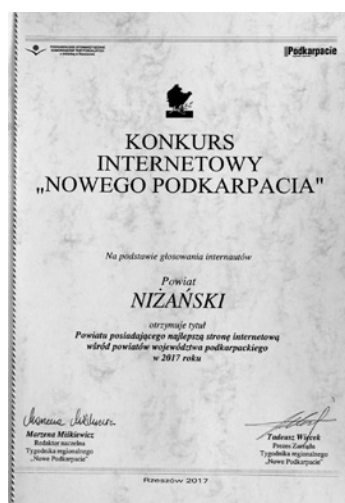 Podkarpacie
KONKURS
INTERNETOWY
„NOWEGO PODKARPACIA"
Na podstawie głosowania internautów
Powiat
NIŻAŃSKI
otrzymuje tytuł
Powiatu posiadającego najlepszą stronę internetową
wśród powiatów województwa podkarpackiego
w 2017 roku
Marzena Miśkiewicz
Redaktor naczelna
Tygodnika regionalnego
„Nowe Podkarpacie"
Tadeusz Więcek
Prezes Zarządu
Tygodnika regionalnego
„Nowe Podkarpacie"
Rzeszów 2017